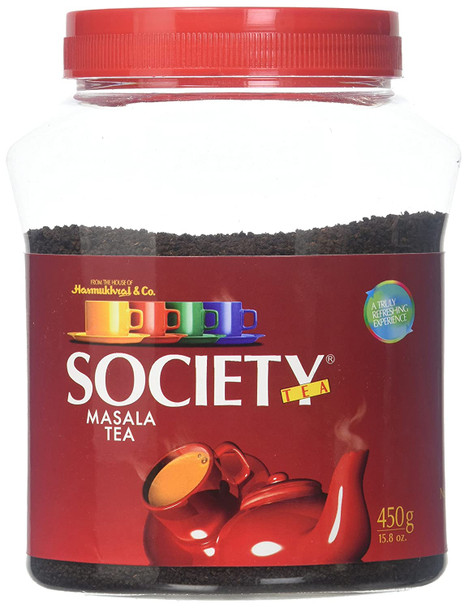 FROM THE HOUSE OF
Hasmukhrai & Co.
A TRULY
REFRESHING
EXPERIENCE
SOCIETY®
TEA
MASALA
TEA
450g
15.8 oz.